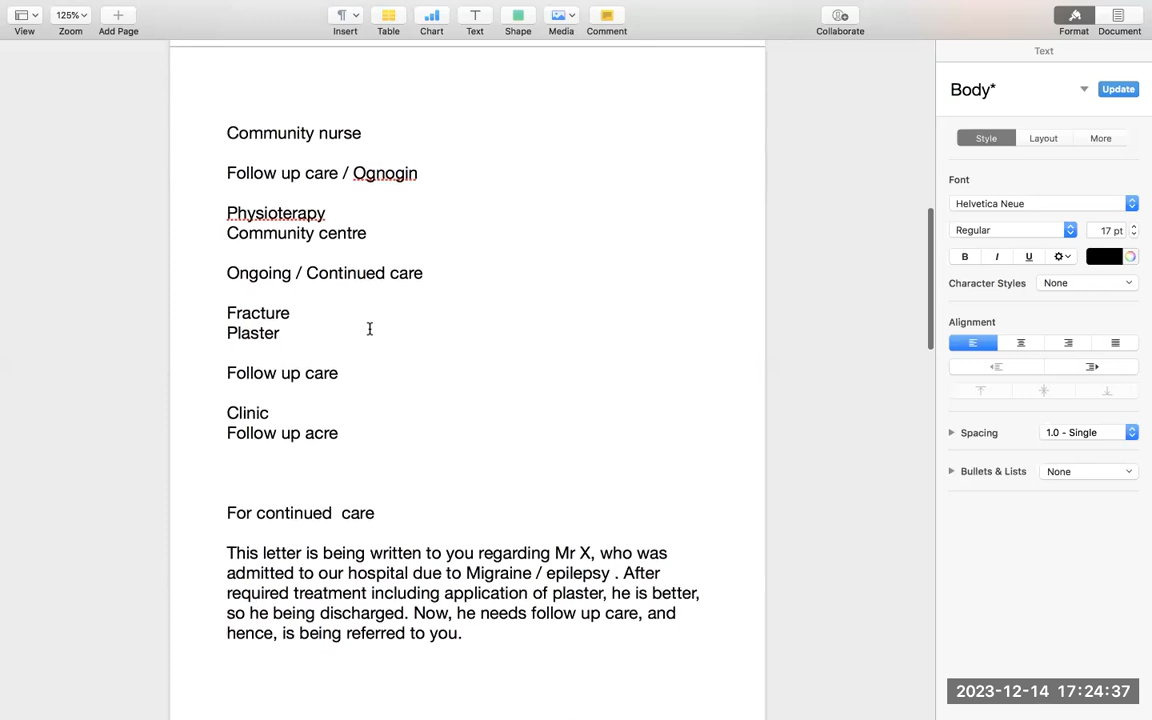 View
125%
Zoom
Add Page
Insert
Table
Chart
Text
Shape
Media
Comment
Collaborate
Format
Document
Text
Body*
Update
Style
Layout
More
Font
Helvetica Neue
Regular
17 pt
B
I
U
Character Styles
None
Alignment
Spacing
1.0 - Single
Bullets & Lists
None
Community nurse
Follow up care / Ognogin
Physioterapy
Community centre
Ongoing / Continued care
Fracture
Plaster
Follow up care
Clinic
Follow up acre
For continued  care
This letter is being written to you regarding Mr X, who was
admitted to our hospital due to Migraine / epilepsy . After
required treatment including application of plaster, he is better,
so he being discharged. Now, he needs follow up care, and
hence, is being referred to you.
2023-12-14 17:24:37